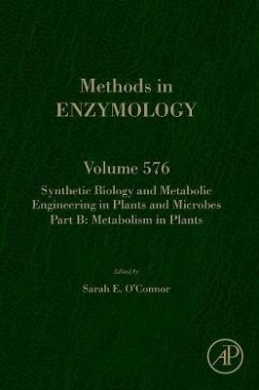 Methods in
ENZYMOLOGY
Volume 576
Synthetic Biology and Metabolic
Engineering in Plants and Microbes
Part B: Metabolism in Plants
Edited by
Sarah E. O'Connor
AP